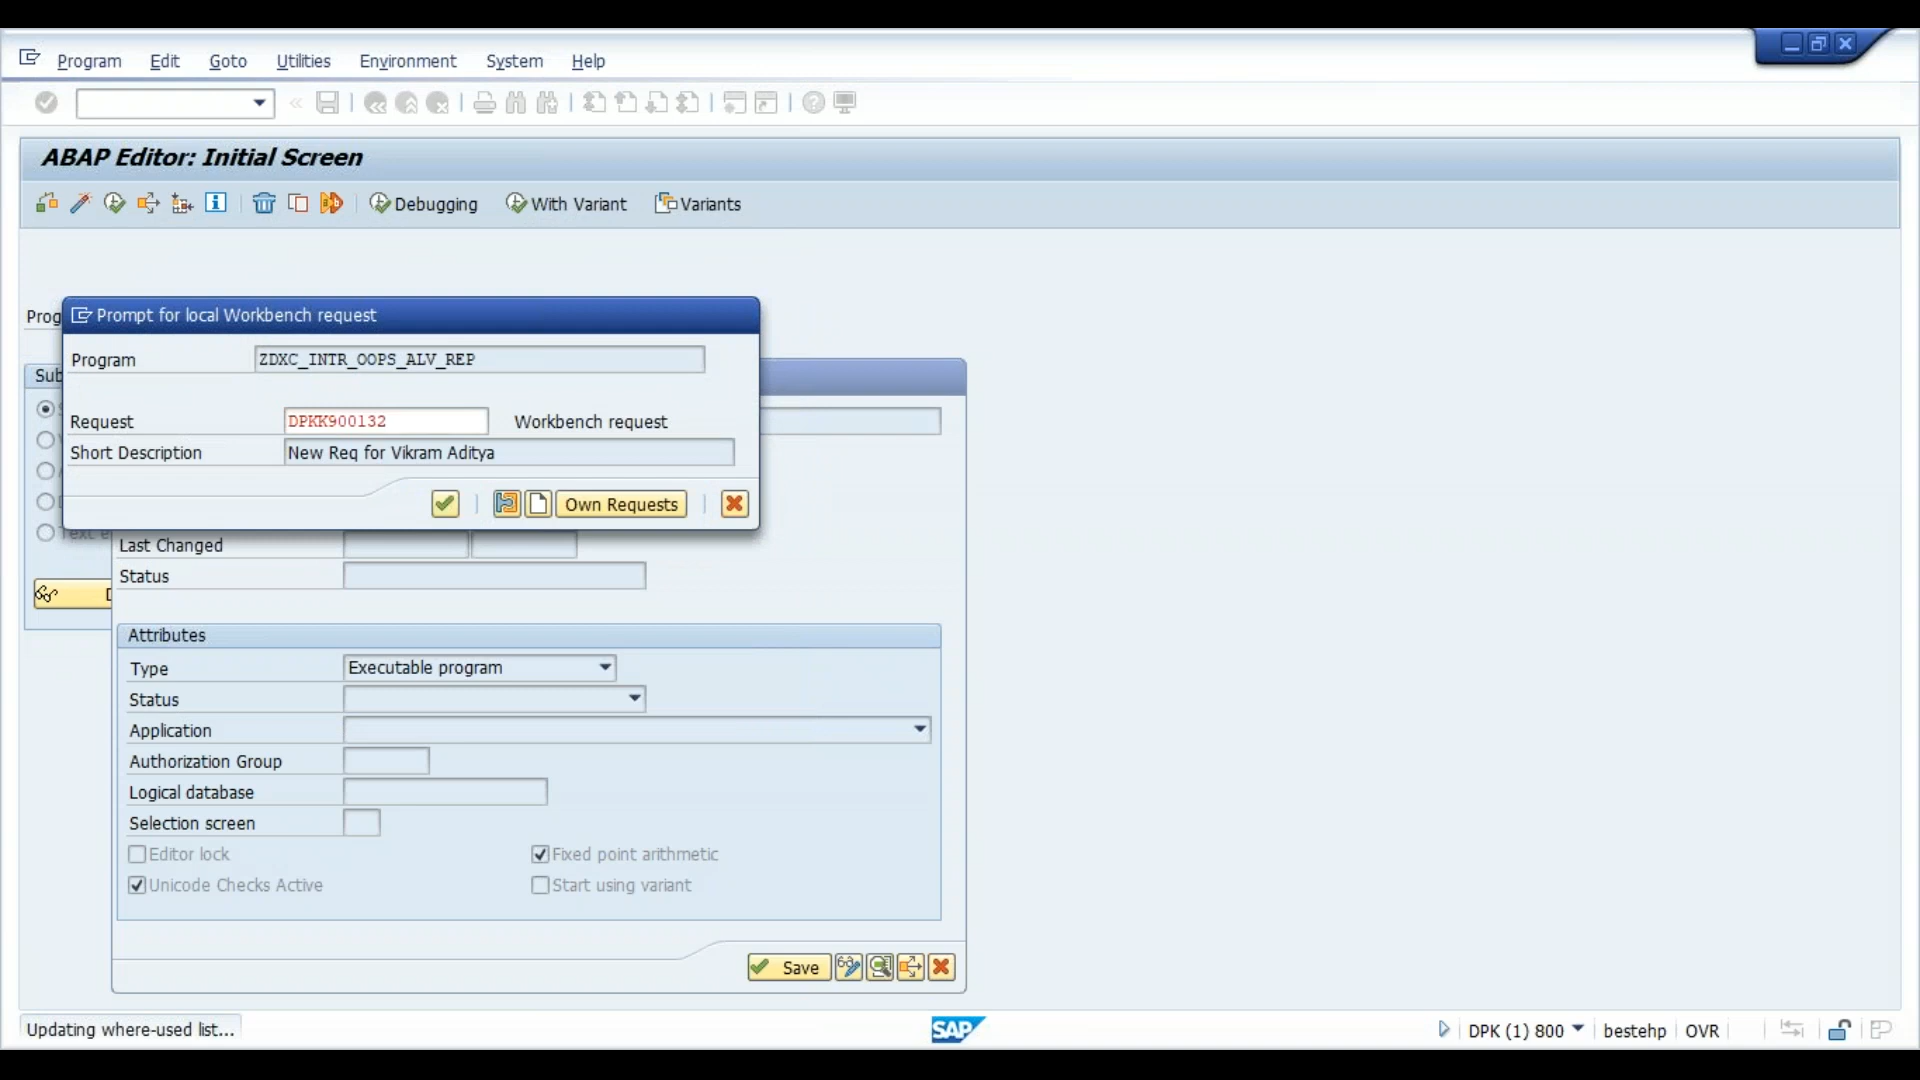 Program Edit Goto Utilities Environment System Help
ABAP Editor: Initial Screen
Debugging With Variant Variants
Prog
Prompt for local Workbench request
Program ZDXC_INTR_OOPS_ALV_REP
Sub
Request DPKK900132 Workbench request
Short Description New Req for Vikram Aditya
Own Requests
Text e
Last Changed
Status
D
Attributes
Type Executable program
Status
Application
Authorization Group
Logical database
Selection screen
Editor lock Fixed point arithmetic
Unicode Checks Active Start using variant
Save
Updating where-used list... SAP DPK (1) 800 bestehp OVR